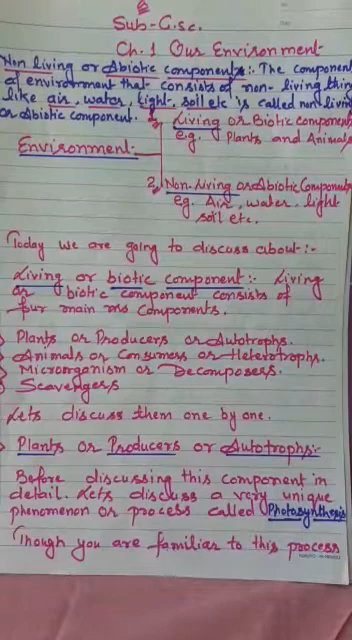 Sub-G.Sc.
Ch.1 Our Environment
Non living or Abiotic component:- The component
of environment that consists of non-living thing
like air, water, light, soil etc is called non living
or Abiotic component.
1. Living or Biotic Component
e.g. Plants and Animals
Environment
2. Non-living or Abiotic Components
eg. Air, water, light
soil etc.
Today we are going to discuss about:-
Living or biotic component:- Living
or biotic component consists of
four main components.
Plants or Producers or Autotrophs.
Animals or Consumers or Heterotrophs.
Microorganism or Decomposers.
Scavengers
Lets discuss them one by one.
Plants or Producers or Autotrophs:-
Before discussing this component in
detail. Lets discuss a very unique
phenomenon or process called Photosynthesis
Though you are familiar to this process